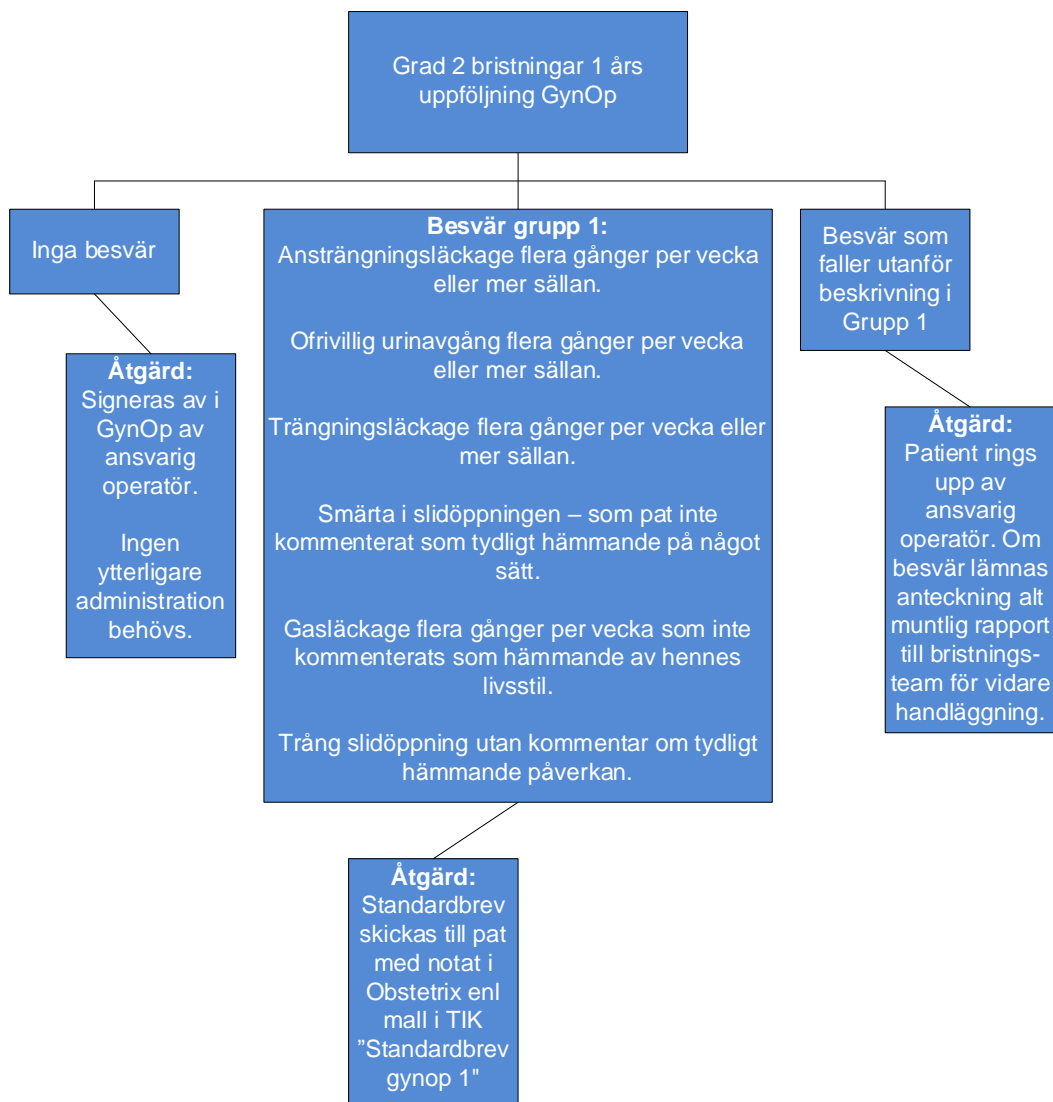 Grad 2 bristningar 1 års
uppföljning GynOp
Inga besvär
Åtgärd:
Signeras av i
GynOp av
ansvarig
operatör.
Ingen
ytterligare
administration
behövs.
Besvär grupp 1:
Ansträngningsläckage flera gånger per vecka
eller mer sällan.
Ofrivillig urinavgång flera gånger per vecka
eller mer sällan.
Trängningsläckage flera gånger per vecka eller
mer sällan.
Smärta i slidöppningen – som pat inte
kommenterat som tydligt hämmande på något
sätt.
Gasläckage flera gånger per vecka som inte
kommenterats som hämmande av hennes
livsstil.
Trång slidöppning utan kommentar om tydligt
hämmande påverkan.
Åtgärd:
Standardbrev
skickas till pat
med notat i
Obstetrix enl
mall i TIK
”Standardbrev
gynop 1"
Besvär som
faller utanför
beskrivning i
Grupp 1
Åtgärd:
Patient rings
upp av
ansvarig
operatör. Om
besvär lämnas
anteckning alt
muntlig rapport
till bristnings-
team för vidare
handläggning.